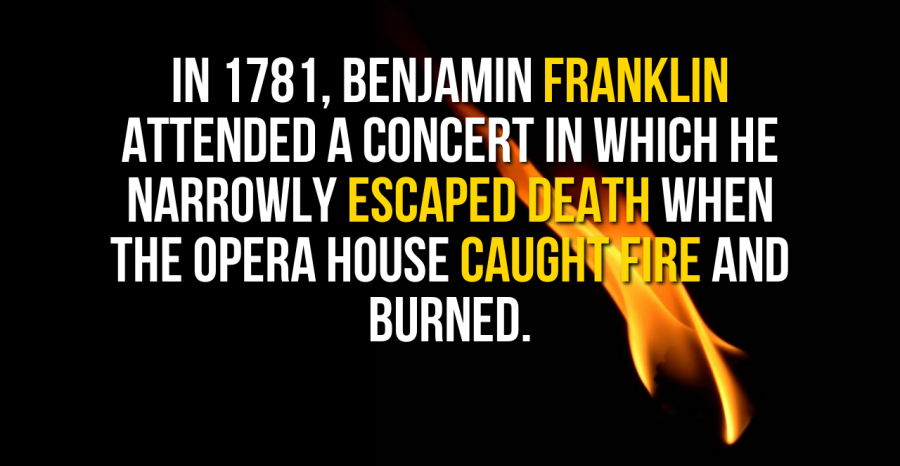 IN 1781, BENJAMIN FRANKLIN
ATTENDED A CONCERT IN WHICH HE
NARROWLY ESCAPED DEATH WHEN
THE OPERA HOUSE CAUGHT FIRE AND
BURNED.